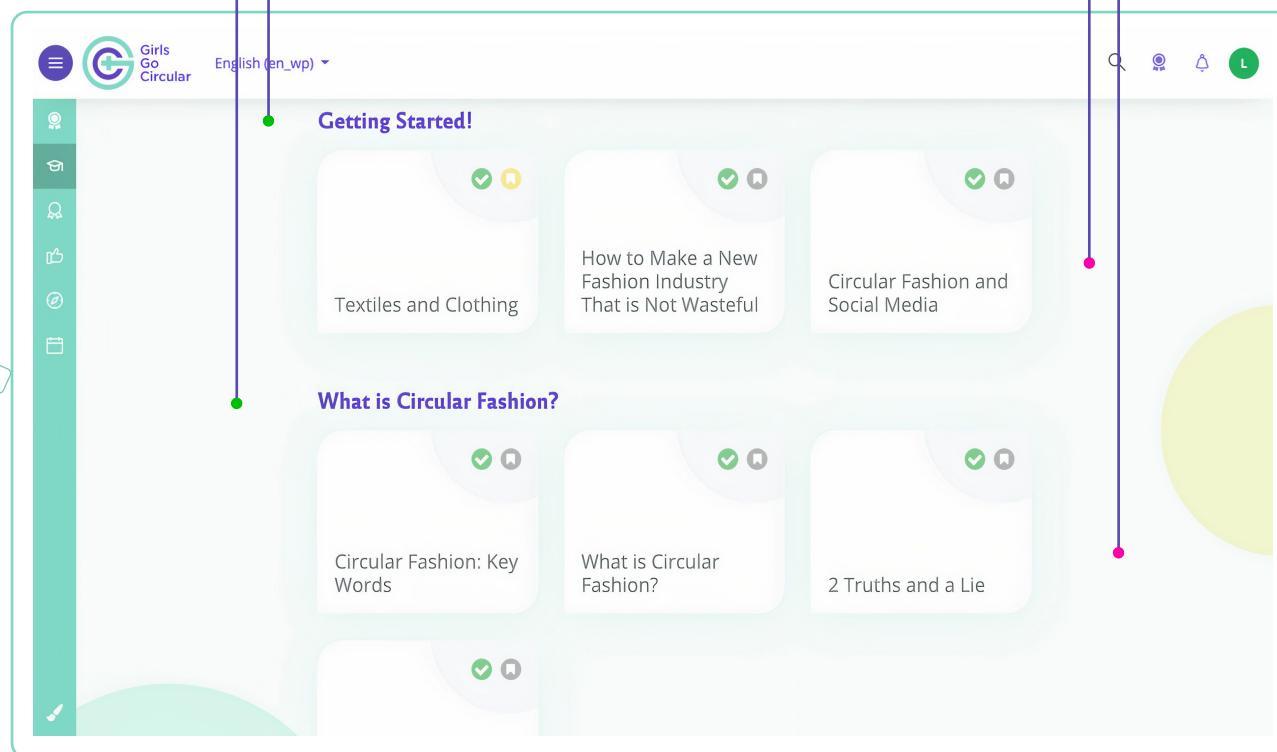 Girls
Go
Circular
English (en_wp)
L
Getting Started!
Textiles and Clothing
How to Make a New
Fashion Industry
That is Not Wasteful
Circular Fashion and
Social Media
What is Circular Fashion?
Circular Fashion: Key
Words
What is Circular
Fashion?
2 Truths and a Lie